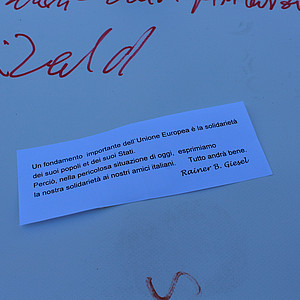 Un fondamento importante dell'Unione Europea è la solidarietà
dei suoi popoli et dei suoi Stati.
Perciò, nella pericolosa situazione di oggi, esprimiamo
la nostra solidarietà ai nostri amici italiani. Tutto andrà bene.
Rainer B. Giesel